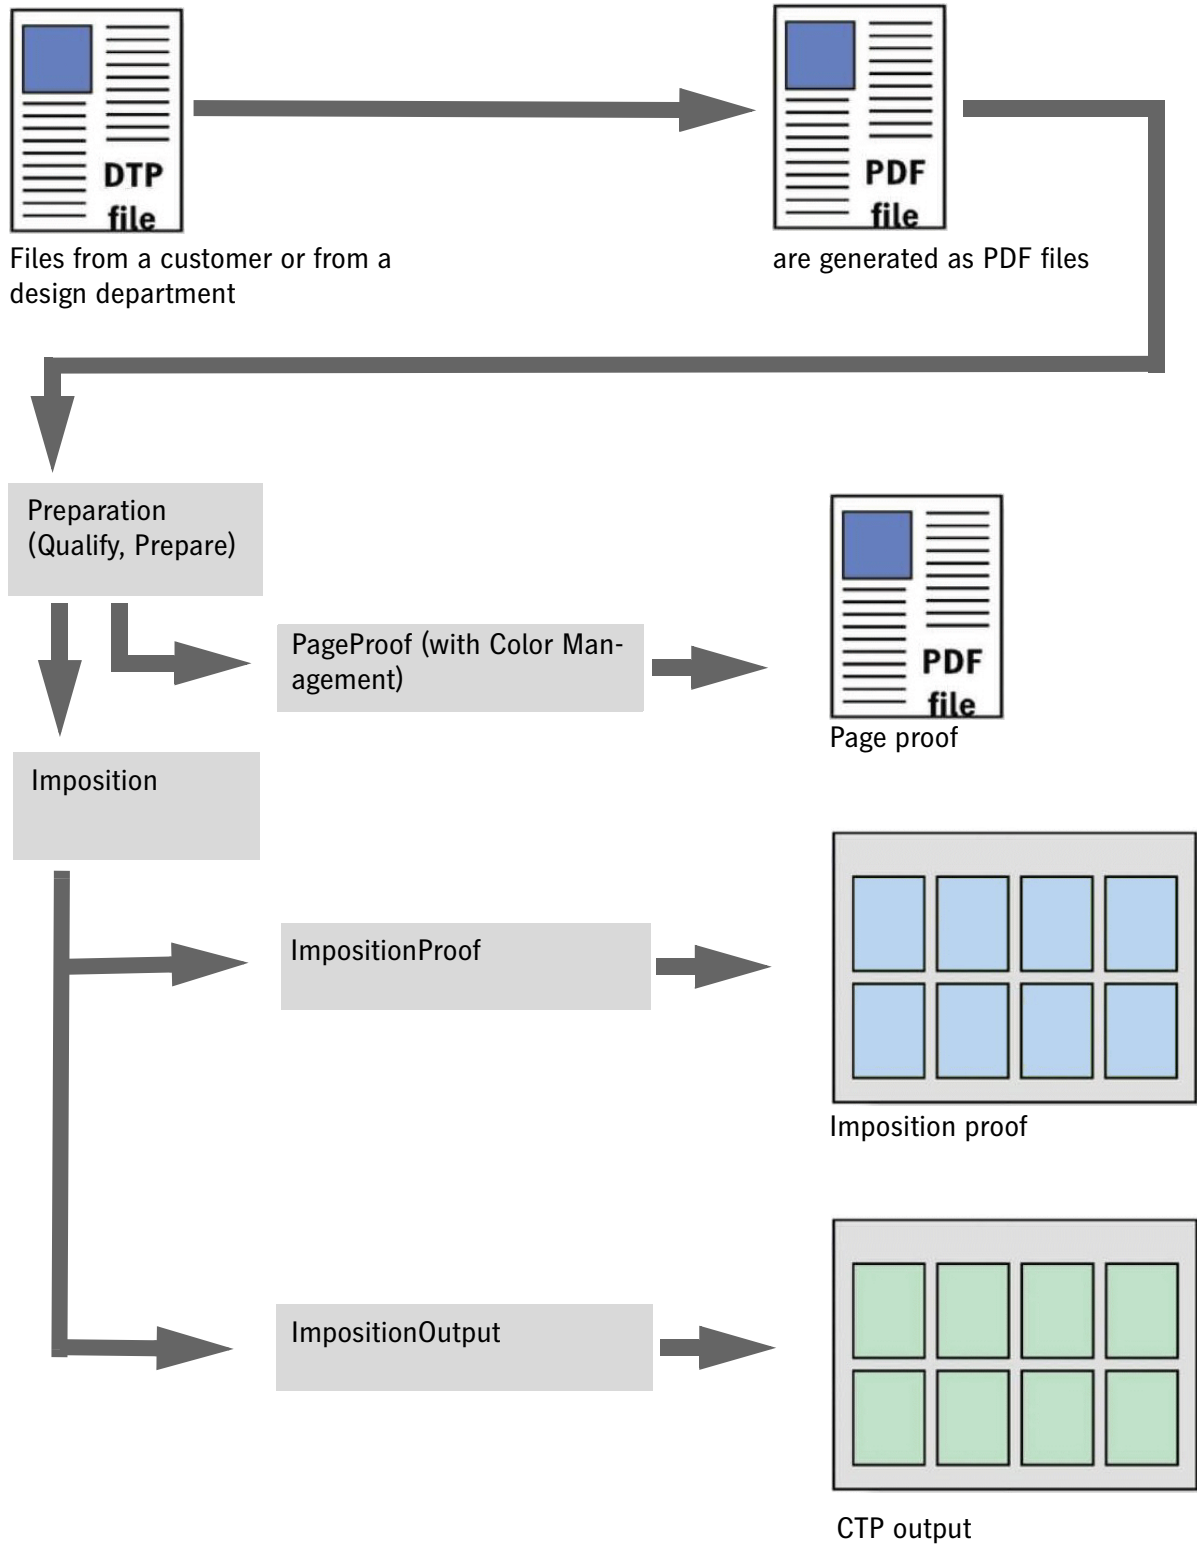 DTP
file
Files from a customer or from a
design department
PDF
file
are generated as PDF files
Preparation
(Qualify, Prepare)
PageProof (with Color Man-
agement)
PDF
file
Page proof
Imposition
ImpositionProof
Imposition proof
ImpositionOutput
CTP output